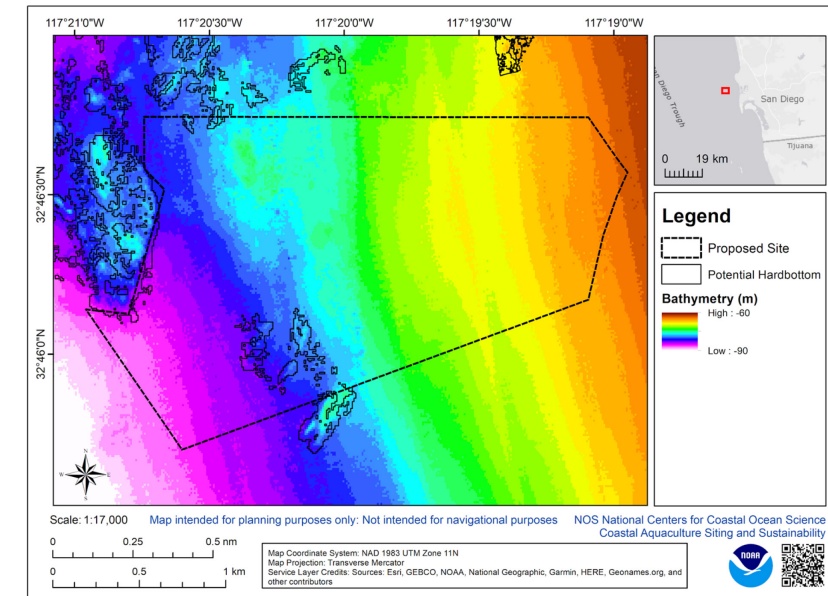 117°21'0"W 117°20'30"W 117°20'0"W 117°19'30"W 117°19'0"W
32°46'30"N
32°46'0"N
N
W E
S
San Diego Trough
San Diego
Tijuana
0 19 km
Legend
Proposed Site
Potential Hardbottom
Bathymetry (m)
High : -60
Low : -90
Scale: 1:17,000 Map intended for planning purposes only: Not intended for navigational purposes NOS National Centers for Coastal Ocean Science
Coastal Aquaculture Siting and Sustainability
0 0.25 0.5 nm
0 0.5 1 km
Map Coordinate System: NAD 1983 UTM Zone 11N
Map Projection: Transverse Mercator
Service Layer Credits: Sources: Esri, GEBCO, NOAA, National Geographic, Garmin, HERE, Geonames.org, and
other contributors
NOAA